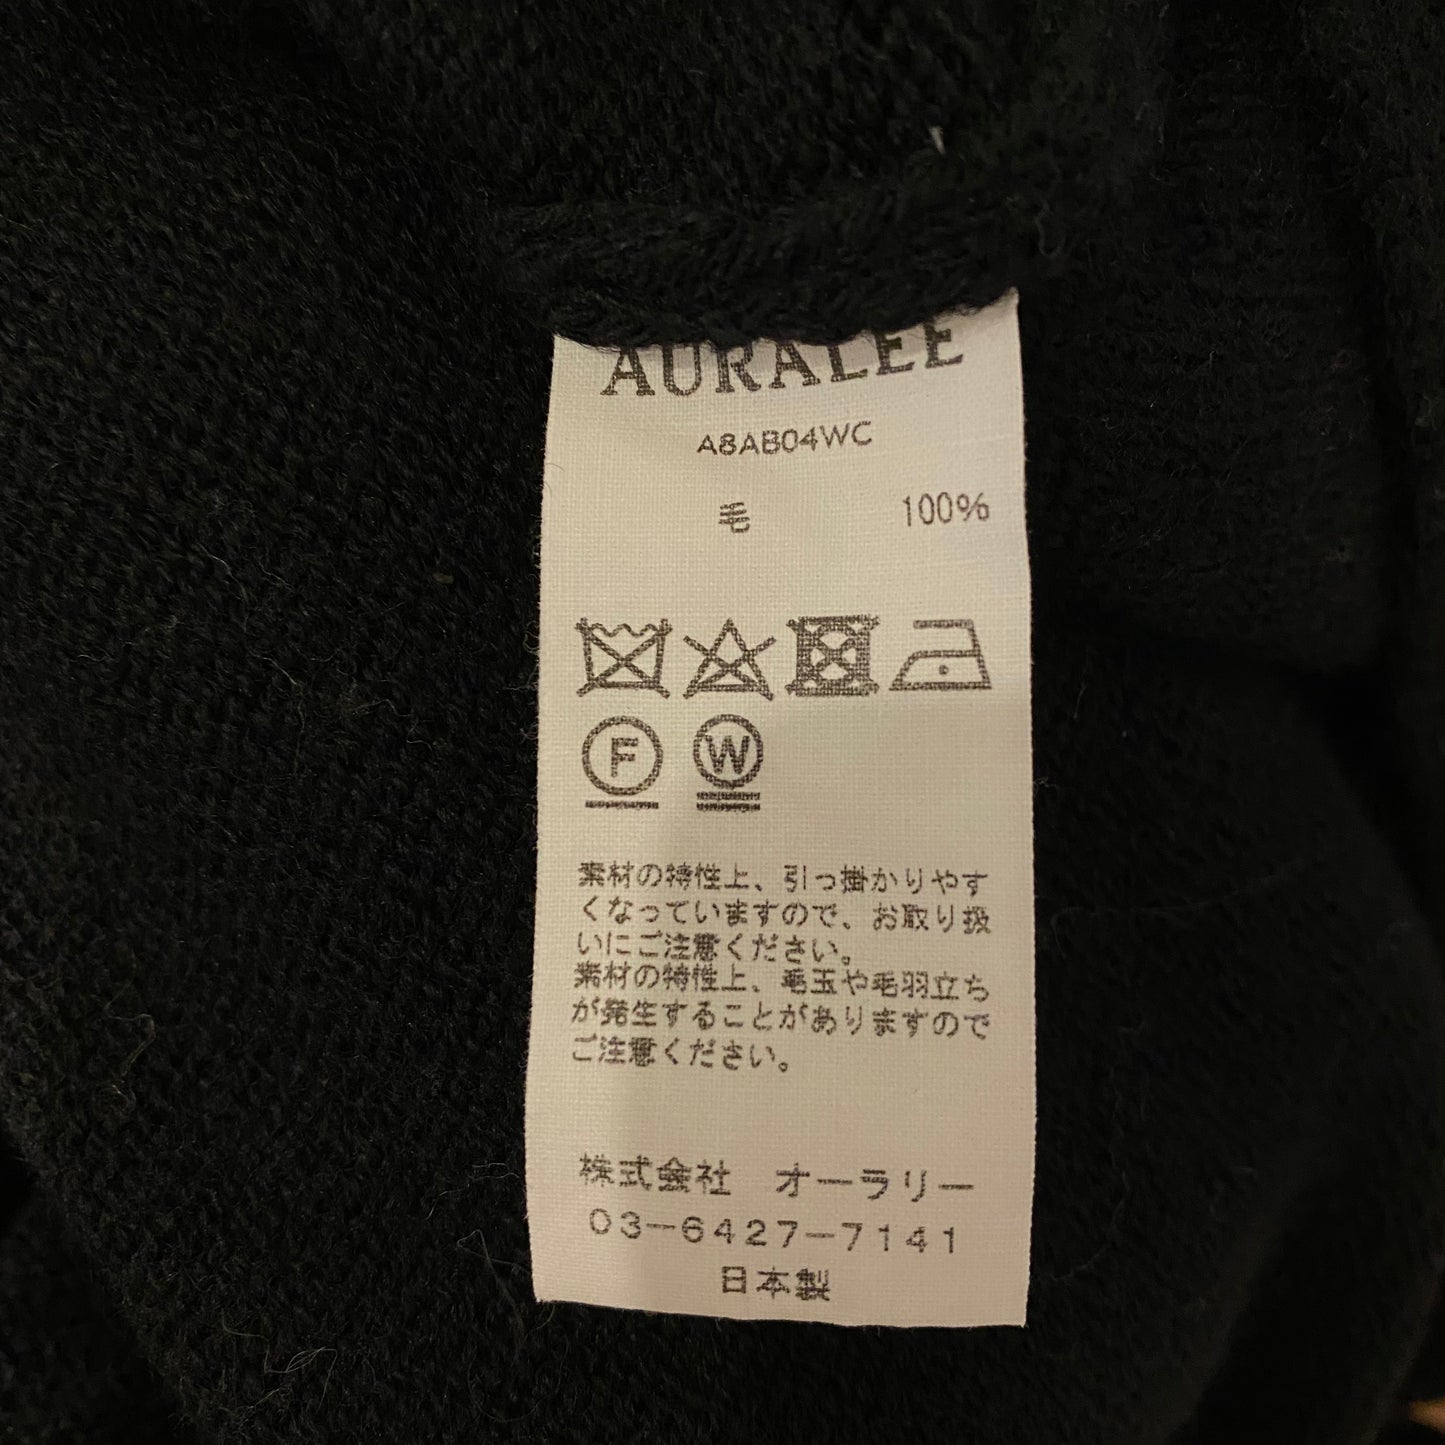 AURALEE
A8AB04WC
毛 100%
F W
素材の特性上、引っ掛かりやす
くなっていますので、お取り扱
いにご注意ください。
素材の特性上、毛玉や毛羽立ち
が発生することがありますので
ご注意ください。
株式会社 オーラリー
03-6427-7141
日本製